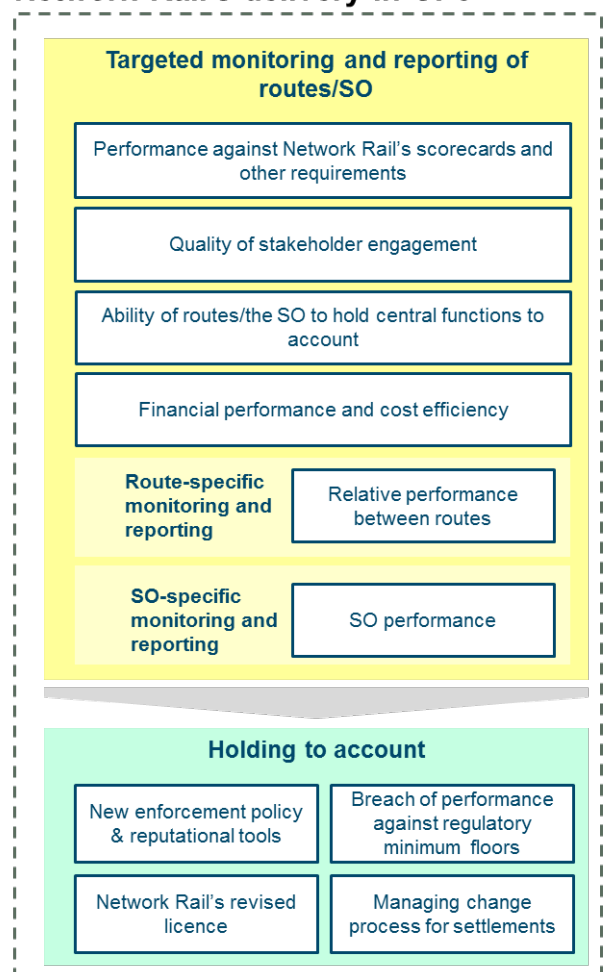 Targeted monitoring and reporting of
routes/SO
Performance against Network Rail's scorecards and
other requirements
Quality of stakeholder engagement
Ability of routes/the SO to hold central functions to
account
Financial performance and cost efficiency
Route-specific
monitoring and
reporting
Relative performance
between routes
SO-specific
monitoring and
reporting
SO performance
Holding to account
New enforcement policy
& reputational tools
Breach of performance
against regulatory
minimum floors
Network Rail's revised
licence
Managing change
process for settlements